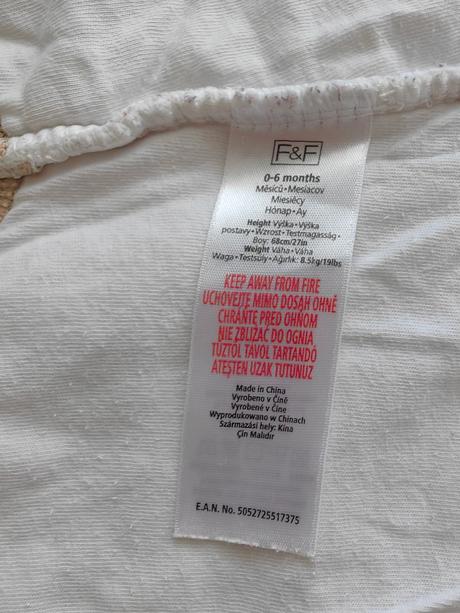 F&F
0-6 months
Měsíců•Mesiacov
Miesięcy
Hónap•Ay
Height Výška•Výška
postavy•Wzrost•Testmagasság•
Boy: 68cm/27in
Weight Váha•Váha
Waga•Testsúly•Ağırlık: 8.5kg/19lbs
KEEP AWAY FROM FIRE
UCHOVEJTE MIMO DOSAH OHNĚ
CHRÁŇTE PRED OHŇOM
NIE ZBLIŻAĆ DO OGNIA
TŰZTŐL TÁVOL TARTANDÓ
ATEŞTEN UZAK TUTUNUZ
Made in China
Vyrobeno v Číně
Vyrobené v Číne
Wyprodukowano w Chinach
Származási hely: Kína
Çin Malıdır
E.A.N. No. 5052725517375